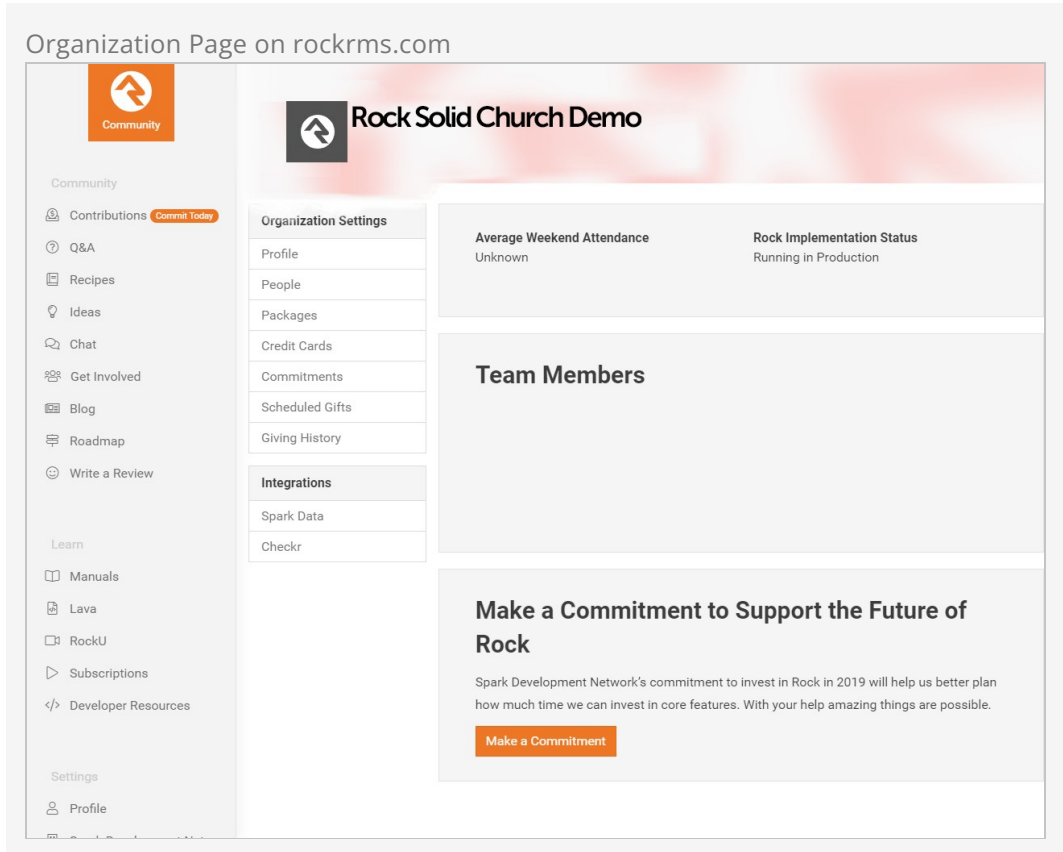 Organization Page on rockrms.com
Community
Rock Solid Church Demo
Community
Contributions Commit Today
Q&A
Recipes
Ideas
Chat
Get Involved
Blog
Roadmap
Write a Review
Learn
Manuals
Lava
RockU
Subscriptions
Developer Resources
Settings
Profile
Organization Settings
Profile
People
Packages
Credit Cards
Commitments
Scheduled Gifts
Giving History
Integrations
Spark Data
Checkr
Average Weekend Attendance
Unknown
Rock Implementation Status
Running in Production
Team Members
Make a Commitment to Support the Future of
Rock
Spark Development Network's commitment to invest in Rock in 2019 will help us better plan
how much time we can invest in core features. With your help amazing things are possible.
Make a Commitment